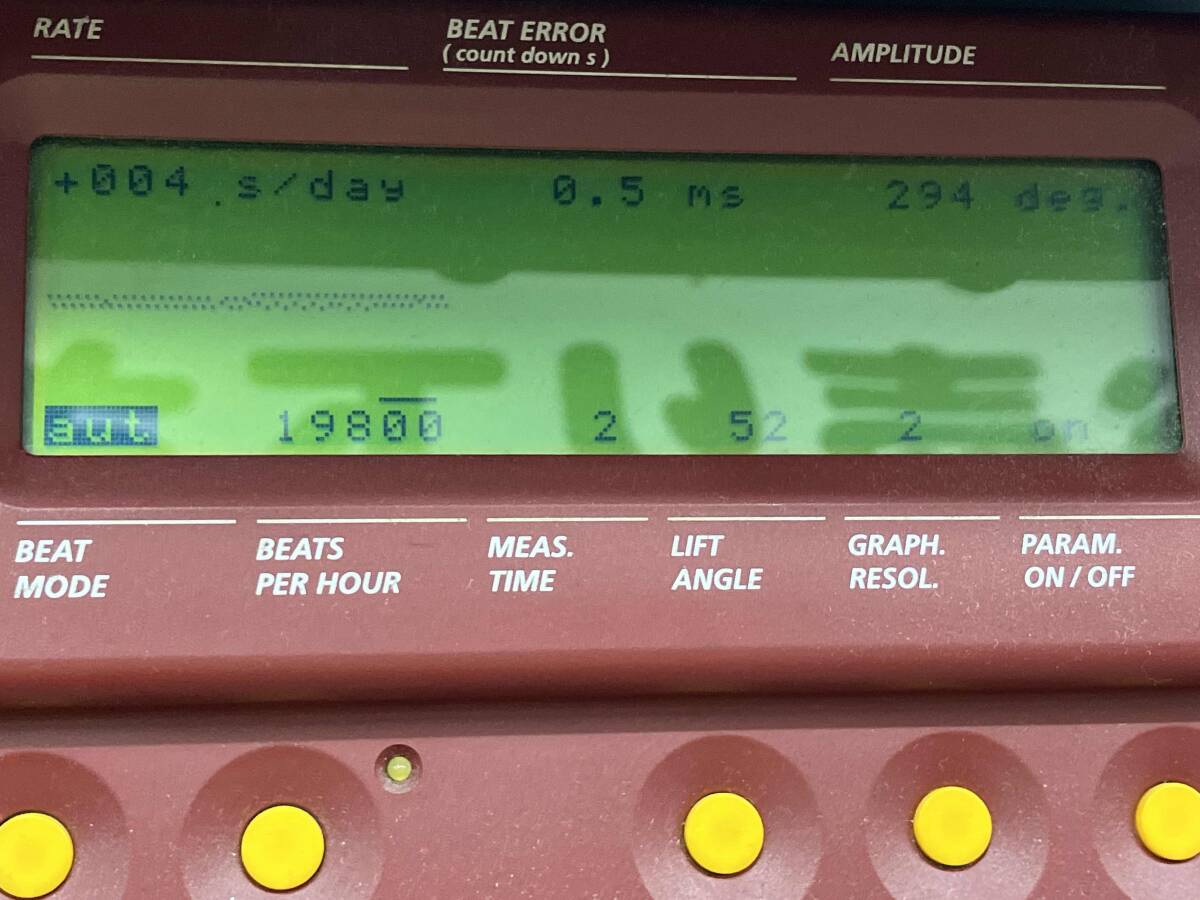 RATE
BEAT ERROR
( count down s )
AMPLITUDE
+004 s/day 0.5 ms 294 deg.
aut 19800 2 52 2 on
BEAT
MODE
BEATS
PER HOUR
MEAS.
TIME
LIFT
ANGLE
GRAPH.
RESOL.
PARAM.
ON / OFF